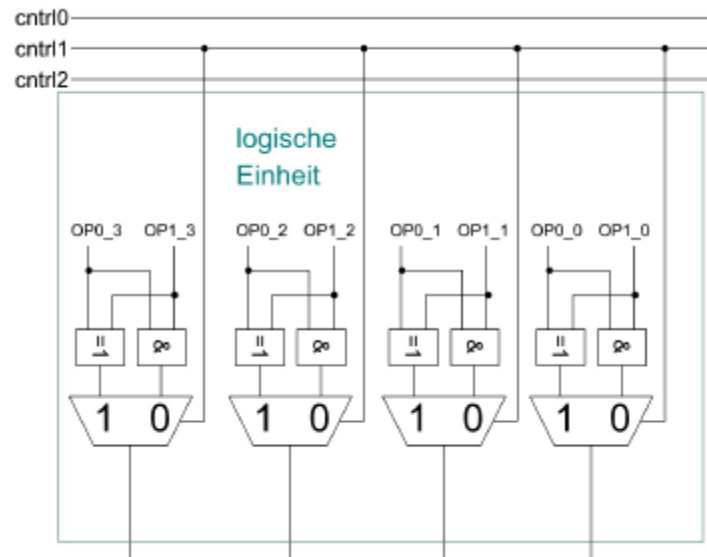 cntrl0
cntrl1
cntrl2
logische
Einheit
OP0_3 OP1_3 OP0_2 OP1_2 OP0_1 OP1_1 OP0_0 OP1_0
=1 & =1 & =1 & =1 &
1 0 1 0 1 0 1 0